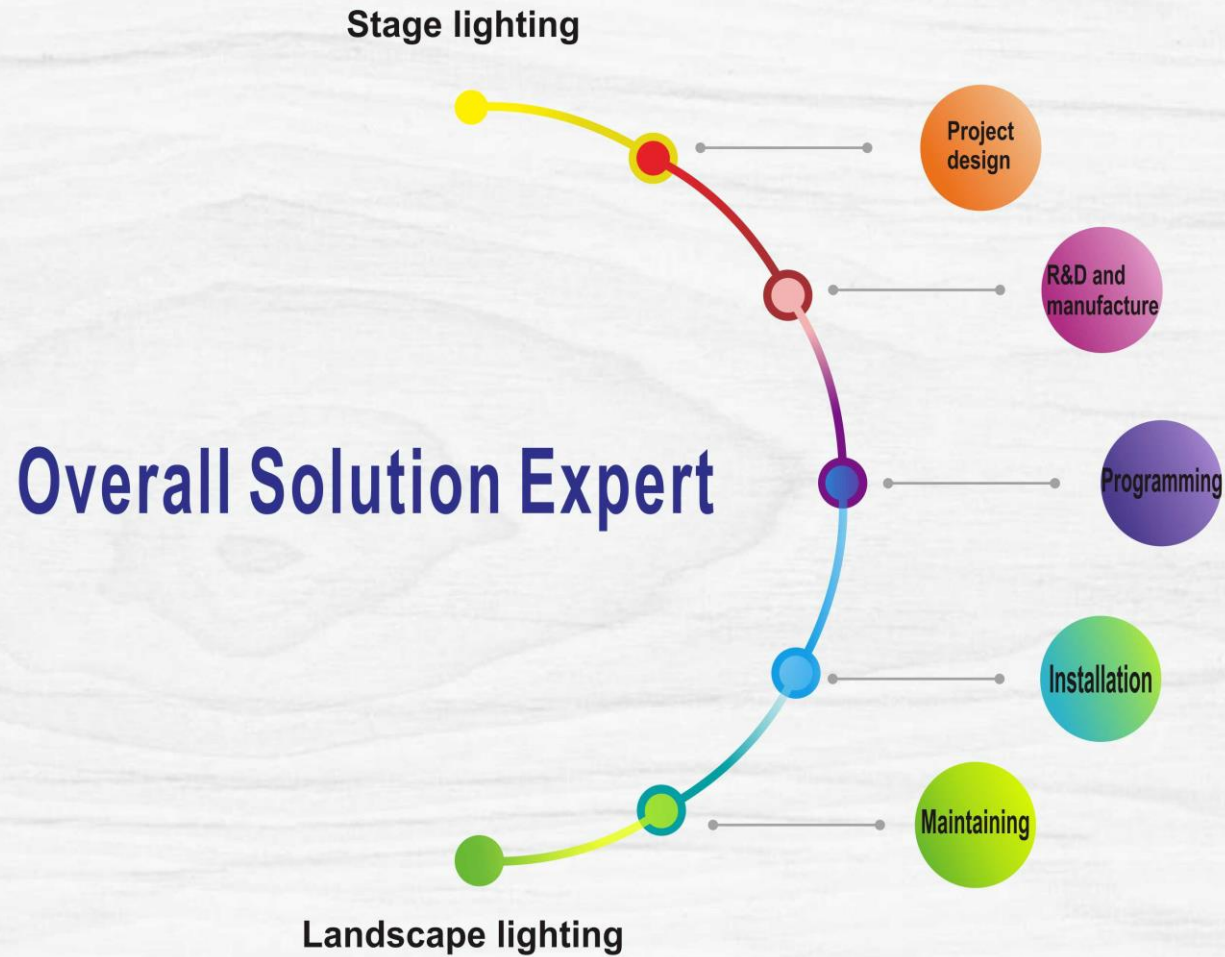 Stage lighting
Project
design
R&D and
manufacture
Overall Solution Expert
Programming
Installation
Maintaining
Landscape lighting